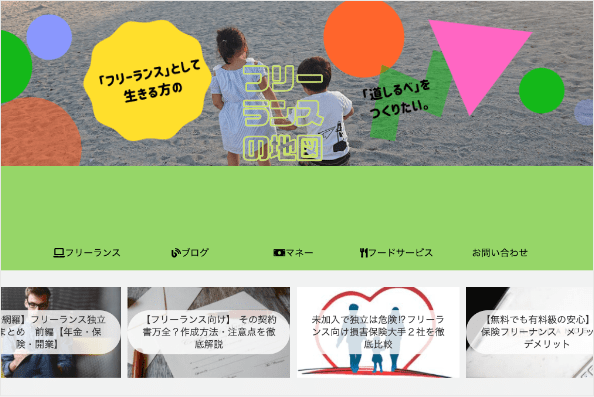 「フリーランス」として
生きる方の
フリー
ランス
の地図
「道しるべ」を
つくりたい。
フリーランス
ブログ
マネー
フードサービス
お問い合わせ
網羅】フリーランス独立
まとめ 前編【年金・保
険・開業】
【フリーランス向け】 その契約
書万全？作成方法・注意点を徹
底解説
未加入で独立は危険!?フリーラ
ンス向け損害保険大手２社を徹
底比較
【無料でも有料級の安心】
保険フリーナンス メリッ
デメリット